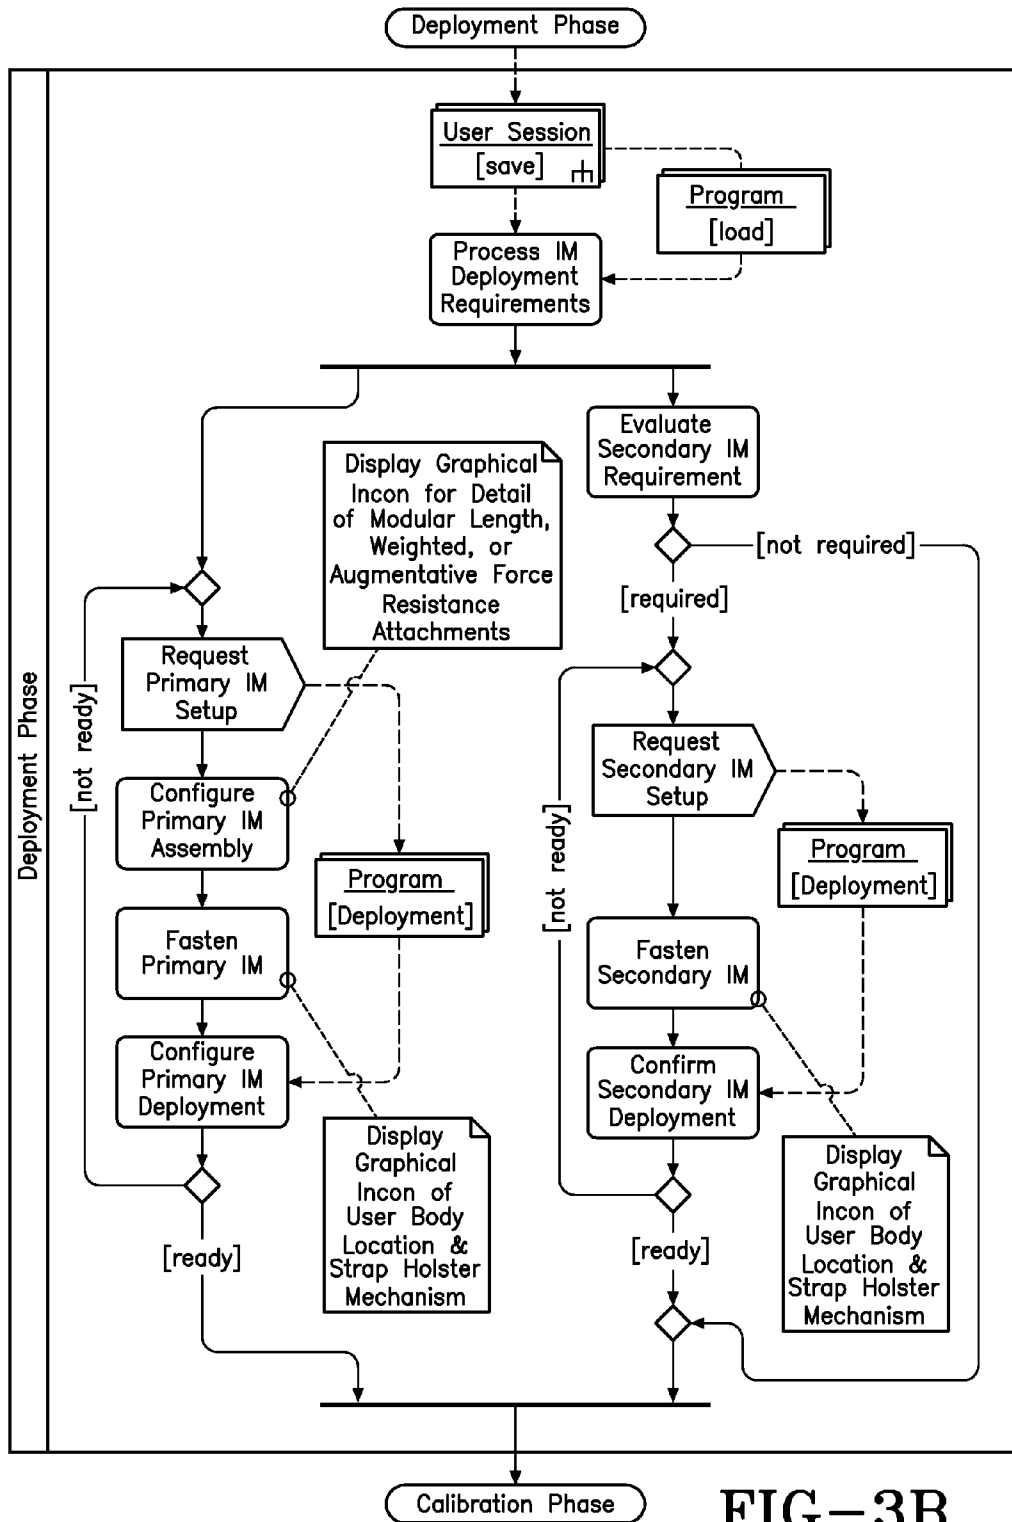 Deployment Phase
Deployment Phase
User Session
[save]
Program
[load]
Process IM
Deployment
Requirements
Evaluate
Secondary IM
Requirement
[not required]
[required]
Display Graphical
Incon for Detail
of Modular Length,
Weighted, or
Augmentative Force
Resistance
Attachments
[not ready]
Request
Primary IM
Setup
Configure
Primary IM
Assembly
Program
[Deployment]
Fasten
Primary IM
Configure
Primary IM
Deployment
Display
Graphical
Incon of
User Body
Location &
Strap Holster
Mechanism
[ready]
[not ready]
Request
Secondary IM
Setup
Program
[Deployment]
Fasten
Secondary IM
Confirm
Secondary IM
Deployment
Display
Graphical
Incon of
User Body
Location &
Strap Holster
Mechanism
[ready]
Calibration Phase
FIG-3B